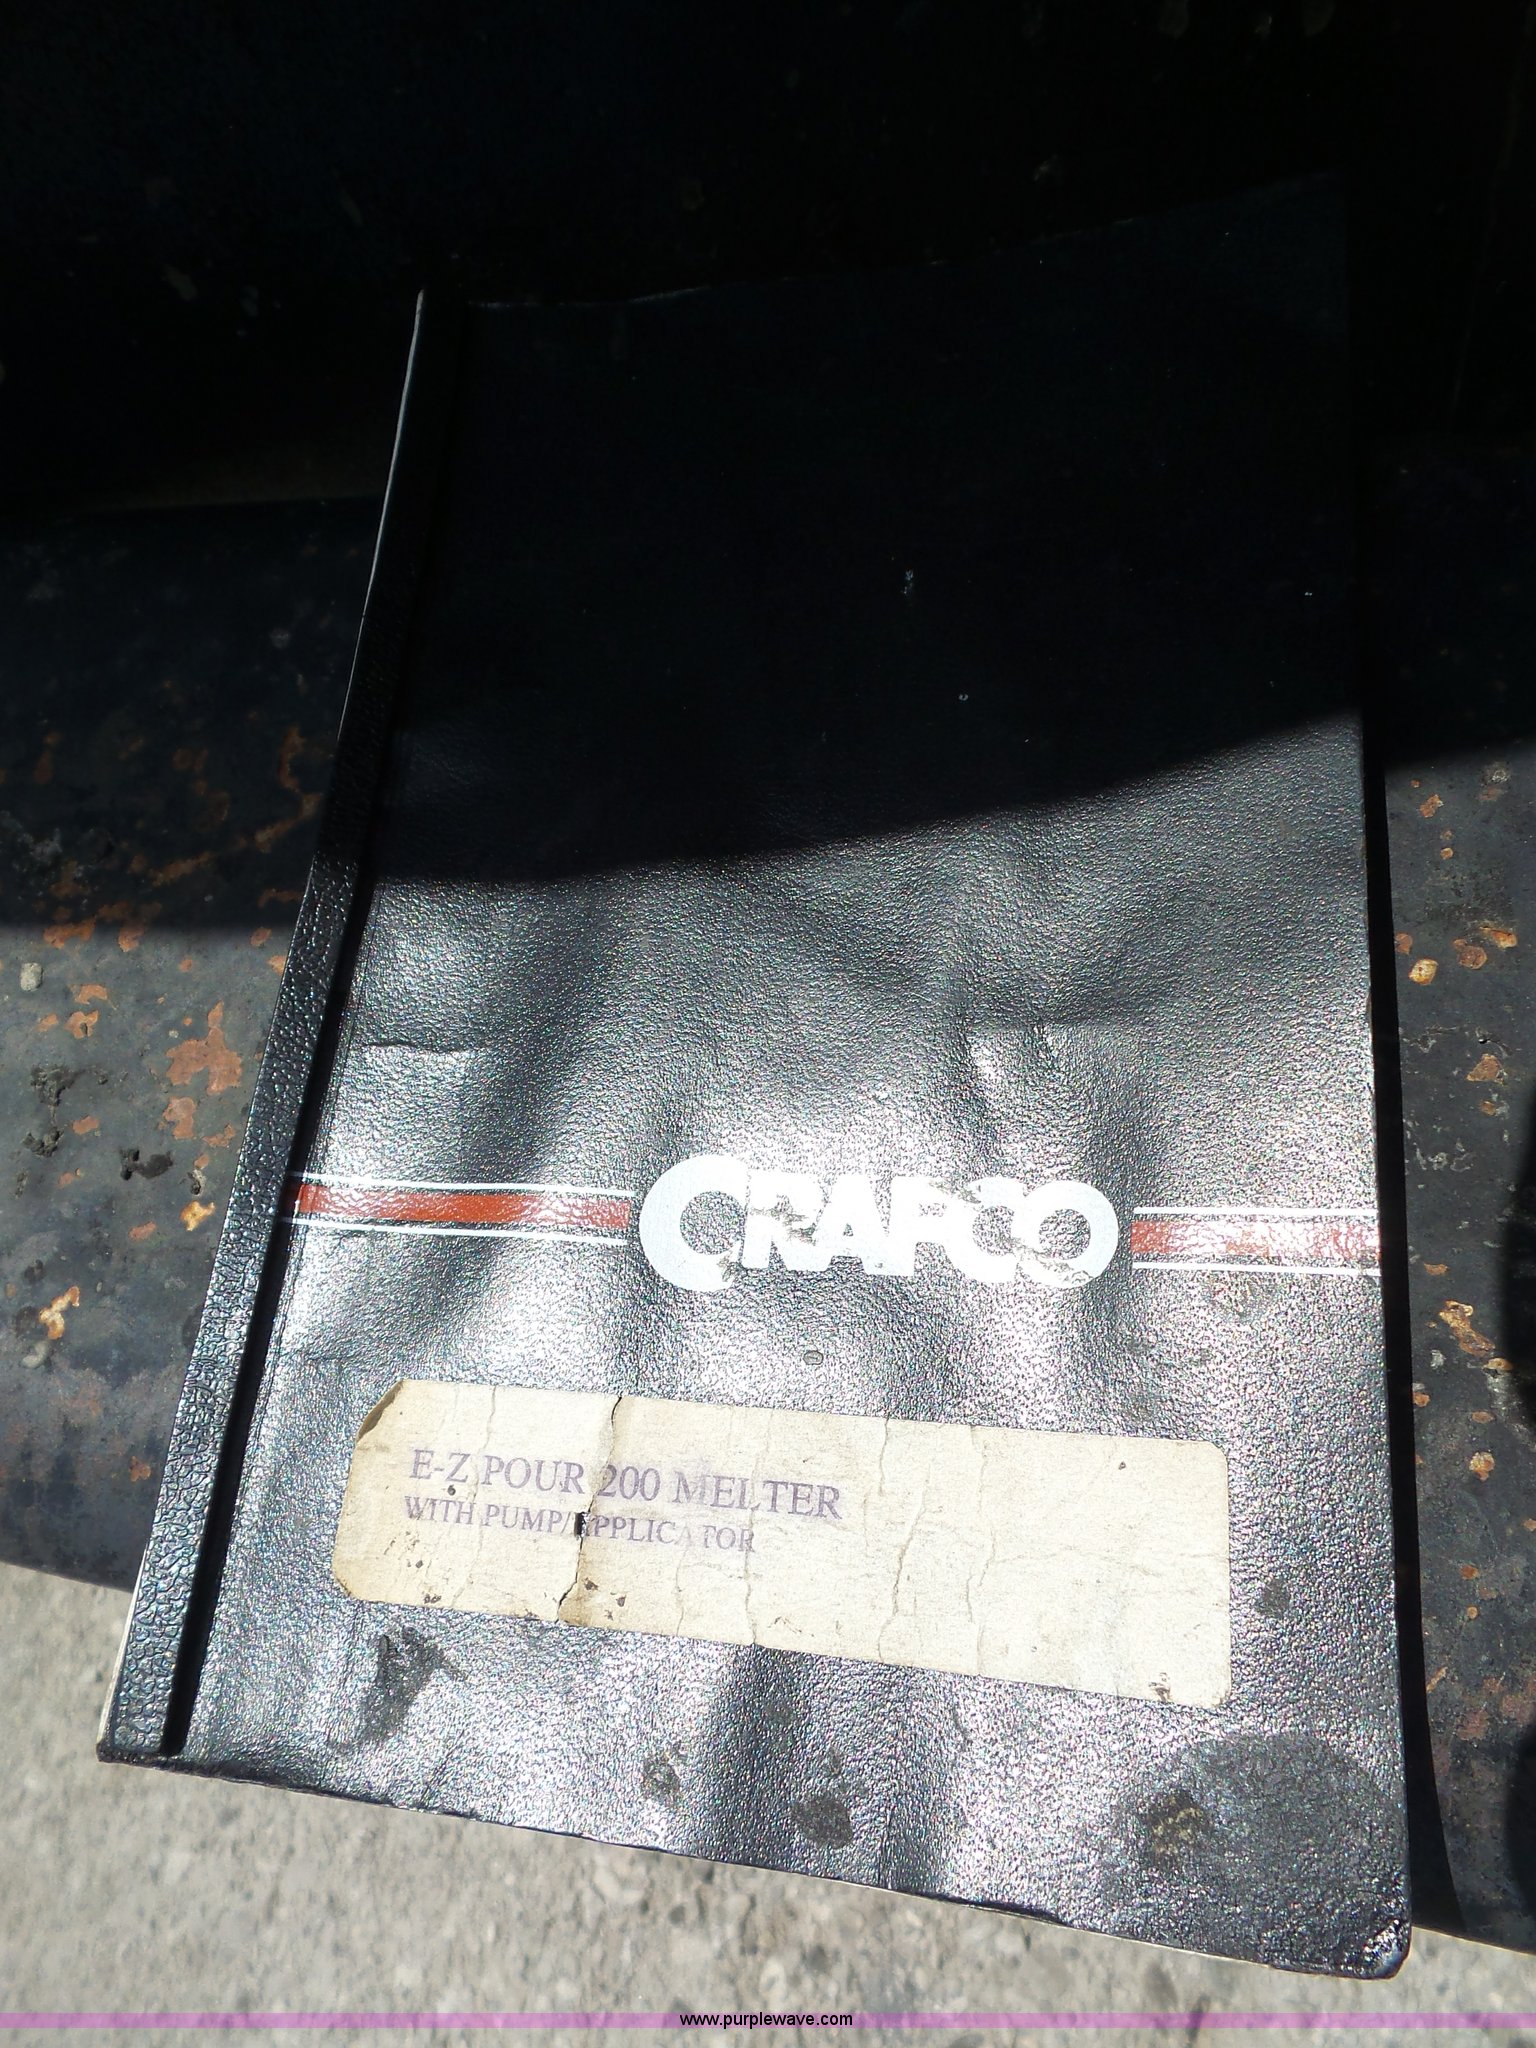 CRAFCO
E-Z POUR 200 MELTER
WITH PUMP/APPLICATOR
www.purplewave.com